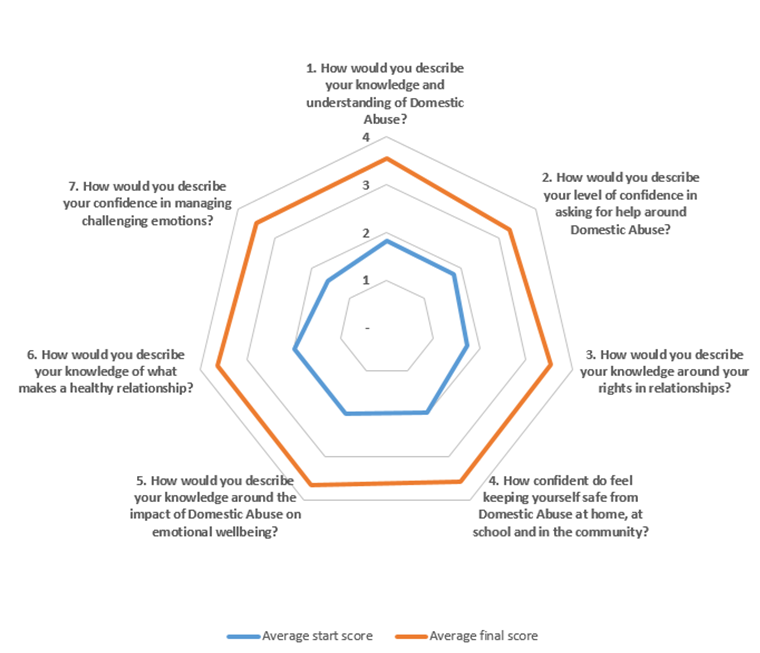 1. How would you describe
your knowledge and
understanding of Domestic
Abuse?
4
3
2
1
-
2. How would you describe
your level of confidence in
asking for help around
Domestic Abuse?
3. How would you describe
your knowledge around your
rights in relationships?
4. How confident do feel
keeping yourself safe from
Domestic Abuse at home, at
school and in the community?
5. How would you describe
your knowledge around the
impact of Domestic Abuse on
emotional wellbeing?
6. How would you describe
your knowledge of what
makes a healthy relationship?
7. How would you describe
your confidence in managing
challenging emotions?
Average start score
Average final score